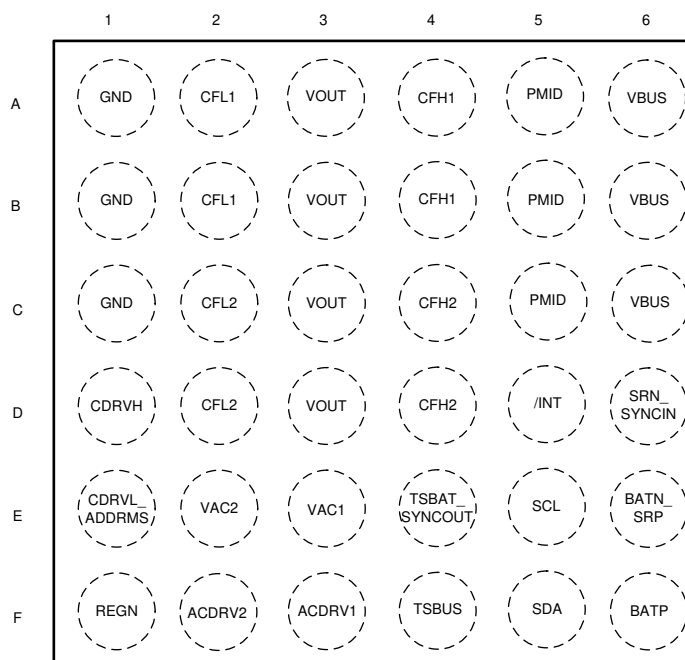 1 2 3 4 5 6
A GND CFL1 VOUT CFH1 PMID VBUS
B GND CFL1 VOUT CFH1 PMID VBUS
C GND CFL2 VOUT CFH2 PMID VBUS
D CDRVH CFL2 VOUT CFH2 /INT SRN_
SYNCIN
E CDRVL_
ADDRMS VAC2 VAC1 TSBAT_
SYNCOUT SCL BATN_
SRP
F REGN ACDRV2 ACDRV1 TSBUS SDA BATP